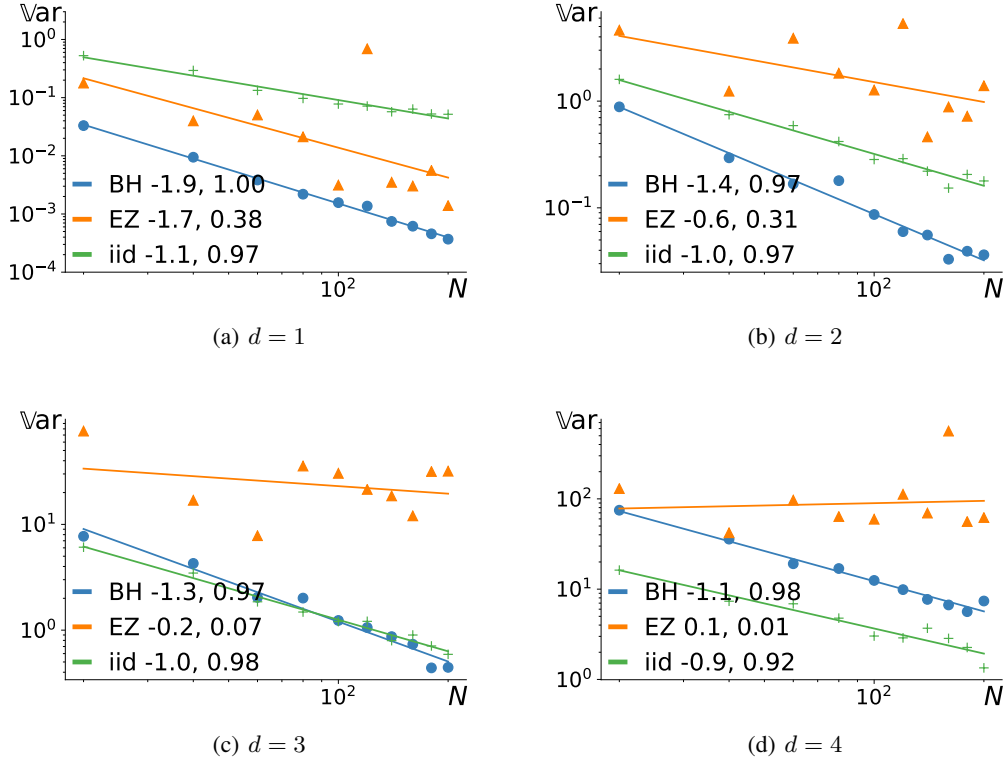 𝕍ar
10⁰
10⁻¹
10⁻²
10⁻³
10⁻⁴
BH -1.9, 1.00
EZ -1.7, 0.38
iid -1.1, 0.97
10² N
(a) d = 1
𝕍ar
10⁰
10⁻¹
BH -1.4, 0.97
EZ -0.6, 0.31
iid -1.0, 0.97
10² N
(b) d = 2
𝕍ar
10¹
10⁰
BH -1.3, 0.97
EZ -0.2, 0.07
iid -1.0, 0.98
10² N
(c) d = 3
𝕍ar
10²
10¹
10⁰
BH -1.1, 0.98
EZ 0.1, 0.01
iid -0.9, 0.92
10² N
(d) d = 4